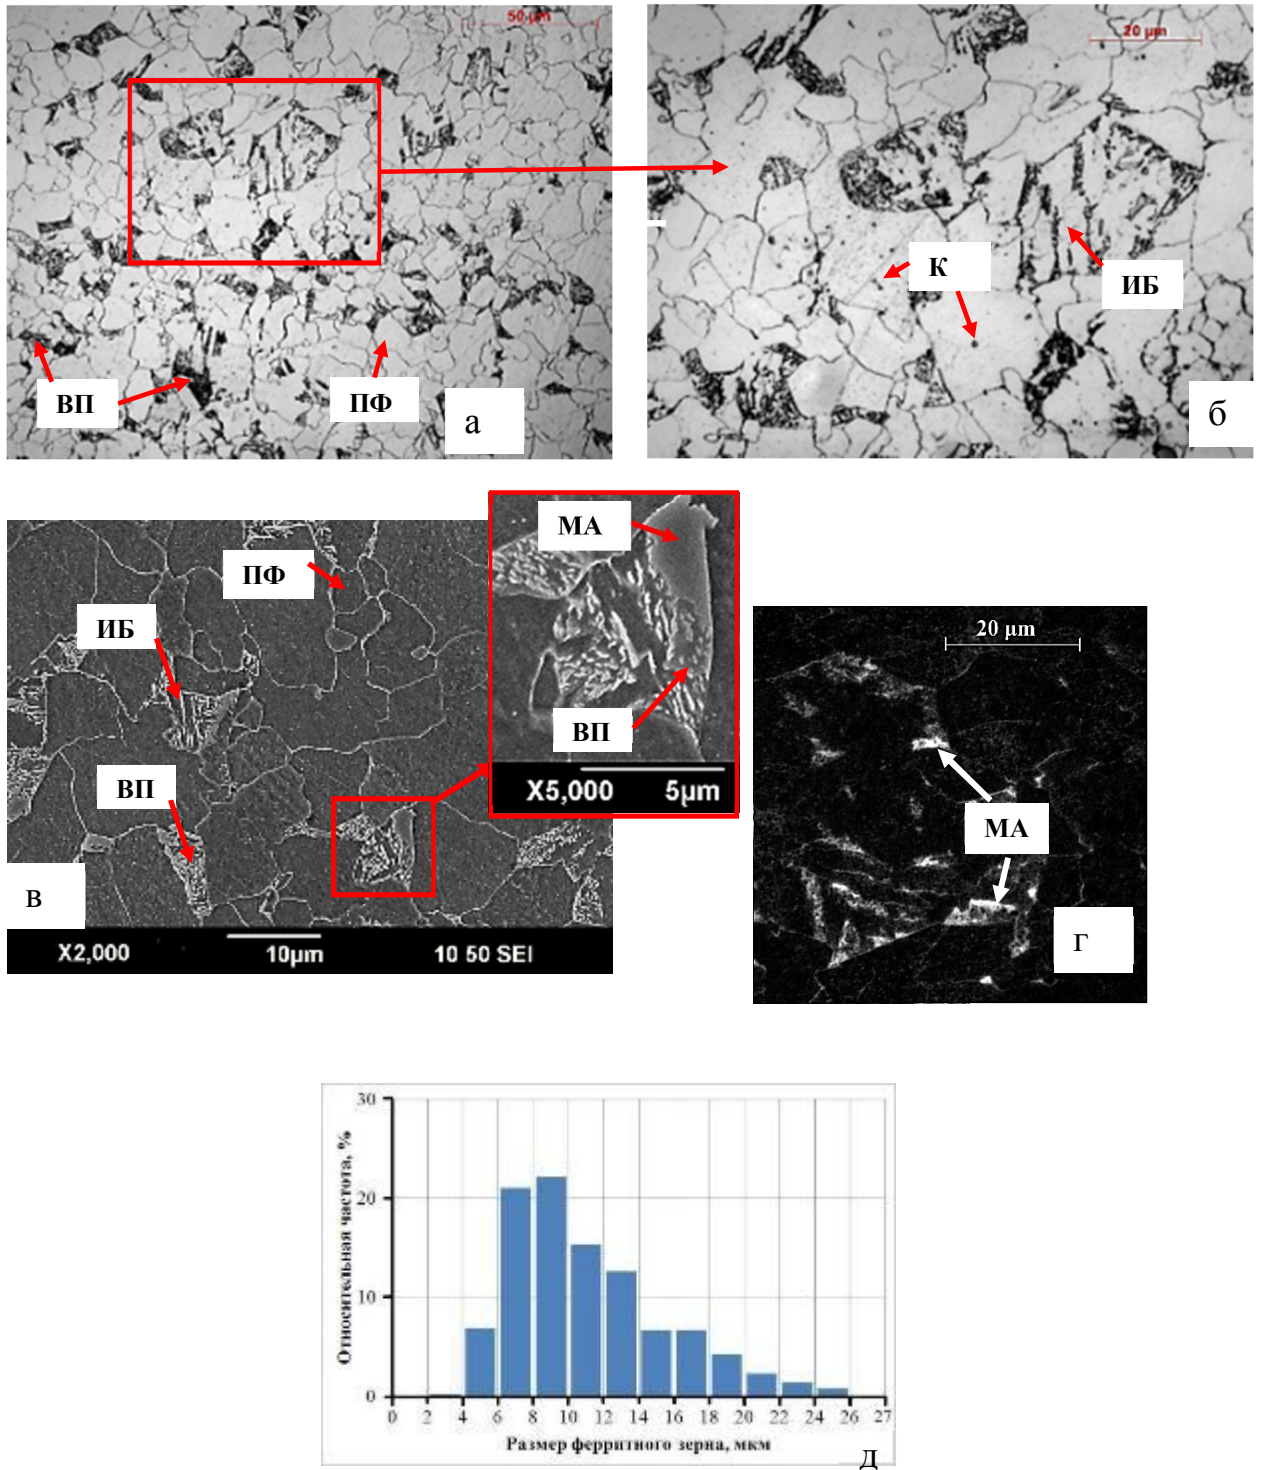 50 µm
ВП
ПФ
а
20 µm
К
ИБ
б
ПФ
ИБ
ВП
в
X2,000 10µm 10 50 SEI
МА
ВП
X5,000 5µm
20 µm
МА
г
Относительная частота, %
30
20
10
0
0 2 4 6 8 10 12 14 16 18 20 22 24 26 27
Размер ферритного зерна, мкм
д